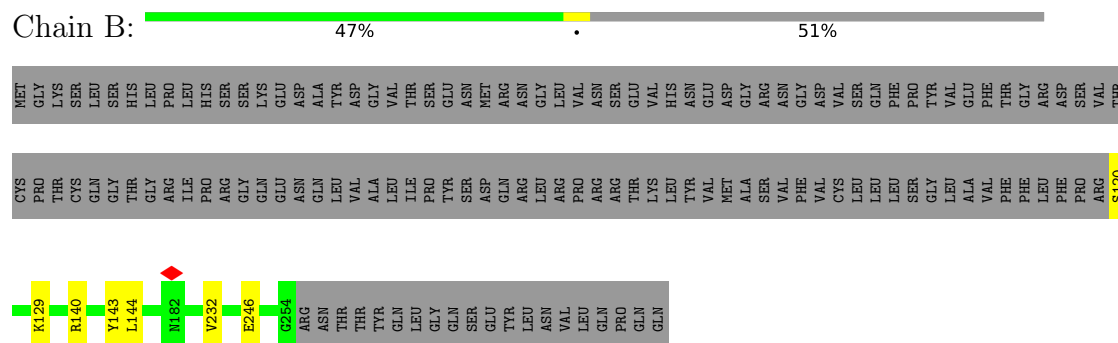 Chain B:
47% • 51%
MET GLY LYS SER LEU SER HIS LEU PRO LEU HIS SER SER LYS GLU ASP ALA TYR ASP GLY VAL THR SER GLU ASN MET ARG ASN GLY LEU VAL ASN SER GLU VAL HIS ASN GLU ASP GLY ARG ASN GLY ASP VAL SER GLN PHE PRO TYR VAL GLU PHE THR GLY ARG ASP SER VAL THR
CYS PRO THR CYS GLN GLY THR GLY ARG ILE PRO ARG GLY GLN GLU ASN GLN LEU VAL ALA LEU ILE PRO TYR SER ASP GLN ARG LEU ARG PRO ARG ARG THR LYS LEU TYR VAL MET ALA SER VAL PHE VAL CYS LEU LEU LEU SER GLY LEU ALA VAL PHE PHE LEU PHE PRO ARG S120
K129 R140 Y143 L144 N182 V232 E246 G254 ARG ASN THR THR TYR GLN LEU GLY GLN SER GLU TYR LEU ASN VAL LEU GLN PRO GLN GLN